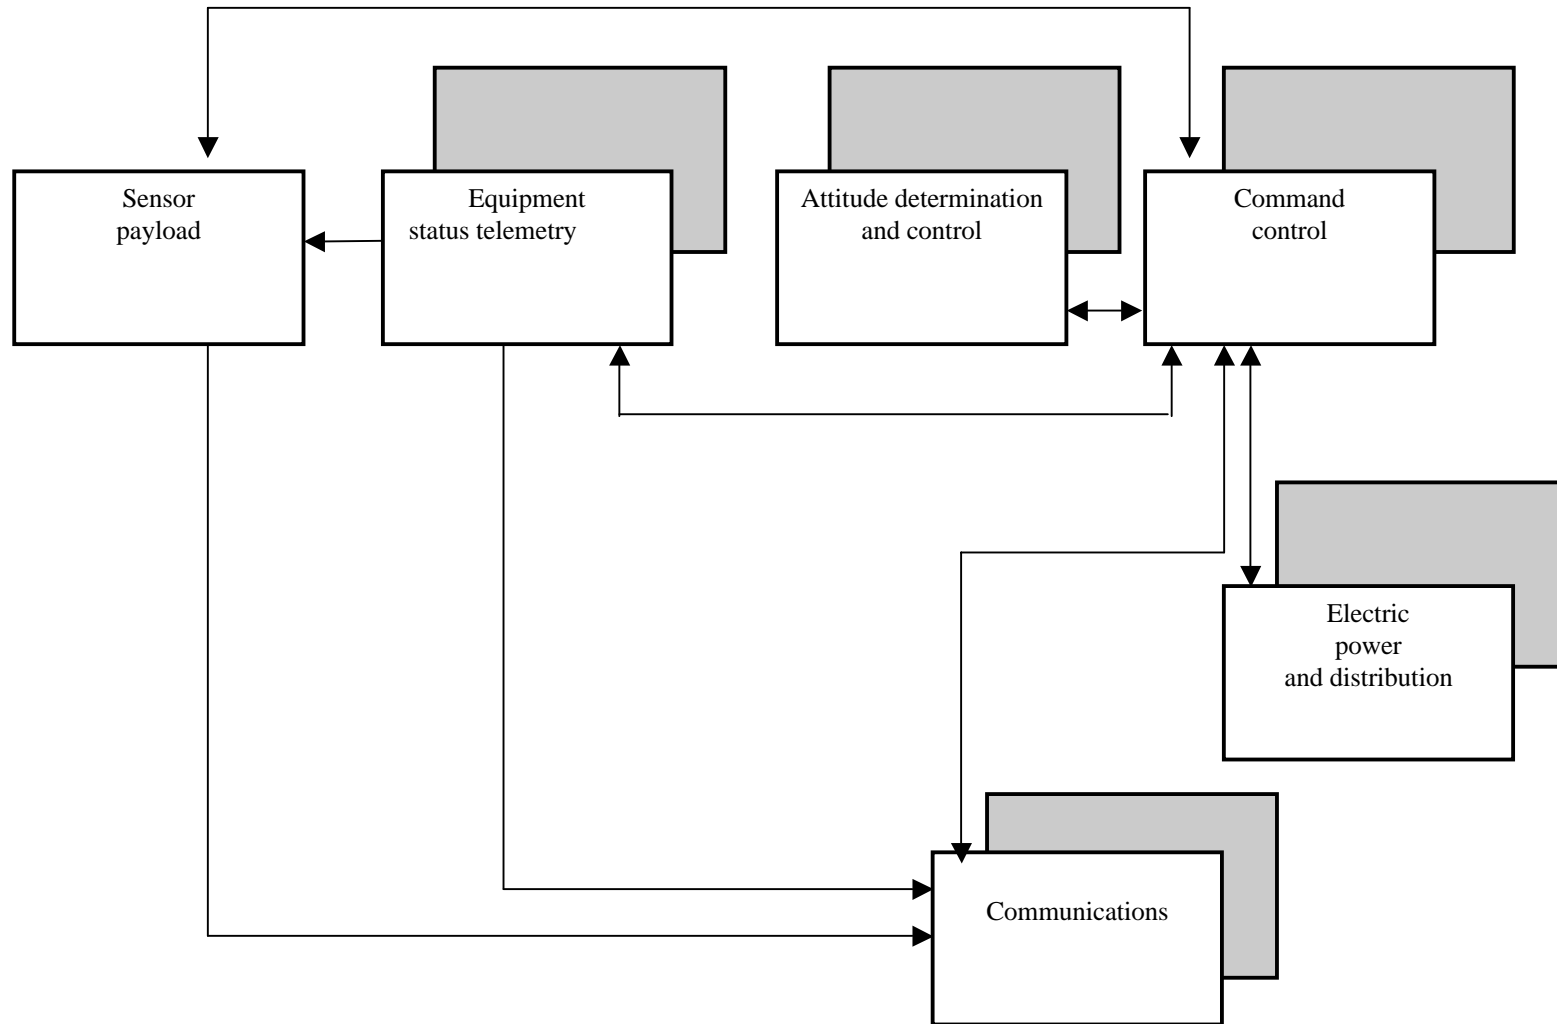 Sensor
payload
Equipment
status telemetry
Attitude determination
and control
Command
control
Electric
power
and distribution
Communications